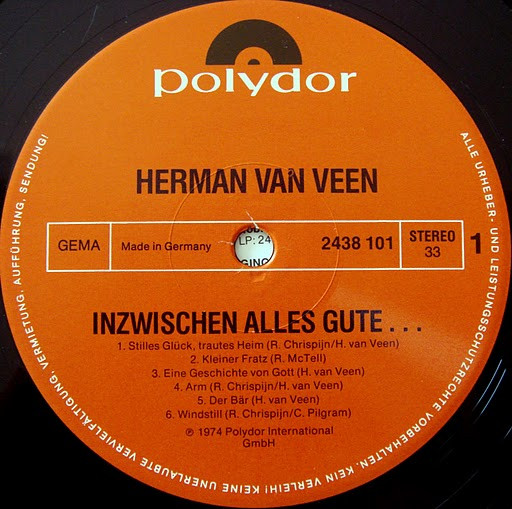 polydor
HERMAN VAN VEEN
GEMA
Made in Germany
LP: 24
2438 101
STEREO
33
1
INZWISCHEN ALLES GUTE . . .
1. Stilles Glück, trautes Heim (R. Chrispijn/H. van Veen)
2. Kleiner Fratz (R. McTell)
3. Eine Geschichte von Gott (H. van Veen)
4. Arm (R. Chrispijn/H. van Veen)
5. Der Bär (H. van Veen)
6. Windstill (R. Chrispijn/C. Pilgram)
℗ 1974 Polydor International
GmbH
ALLE URHEBER- UND LEISTUNGSSCHUTZRECHTE VORBEHALTEN. KEIN VERLEIH! KEINE UNERLAUBTE VERVIELFÄLTIGUNG, VERMIETUNG, AUFFÜHRUNG, SENDUNG!